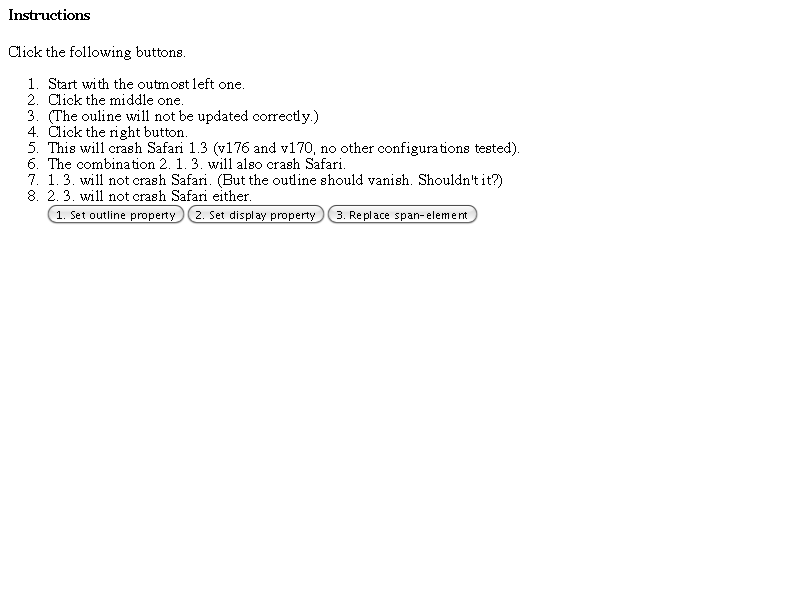 Instructions
Click the following buttons.
1. Start with the outmost left one.
2. Click the middle one.
3. (The ouline will not be updated correctly.)
4. Click the right button.
5. This will crash Safari 1.3 (v176 and v170, no other configurations tested).
6. The combination 2. 1. 3. will also crash Safari.
7. 1. 3. will not crash Safari. (But the outline should vanish. Shouldn't it?)
8. 2. 3. will not crash Safari either.
1. Set outline property 2. Set display property 3. Replace span-element